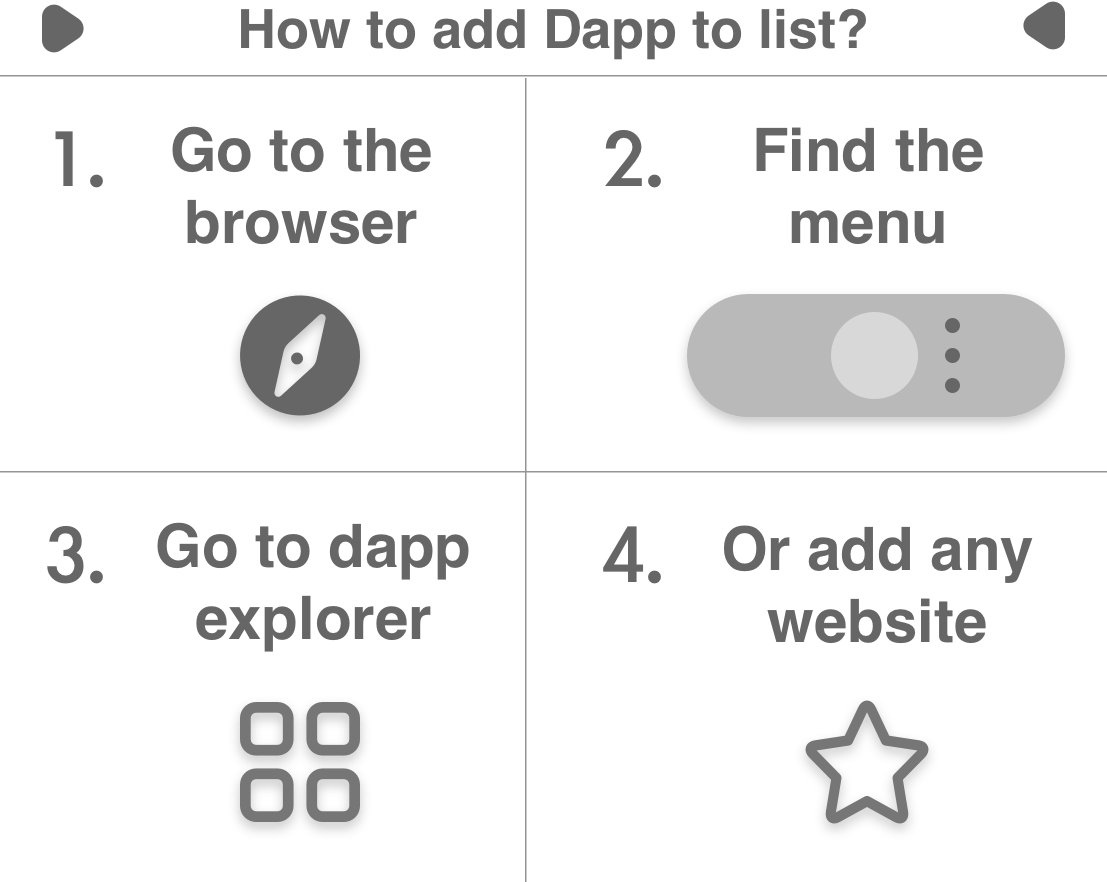 How to add Dapp to list?
1. Go to the
browser
2. Find the
menu
3. Go to dapp
explorer
4. Or add any
website